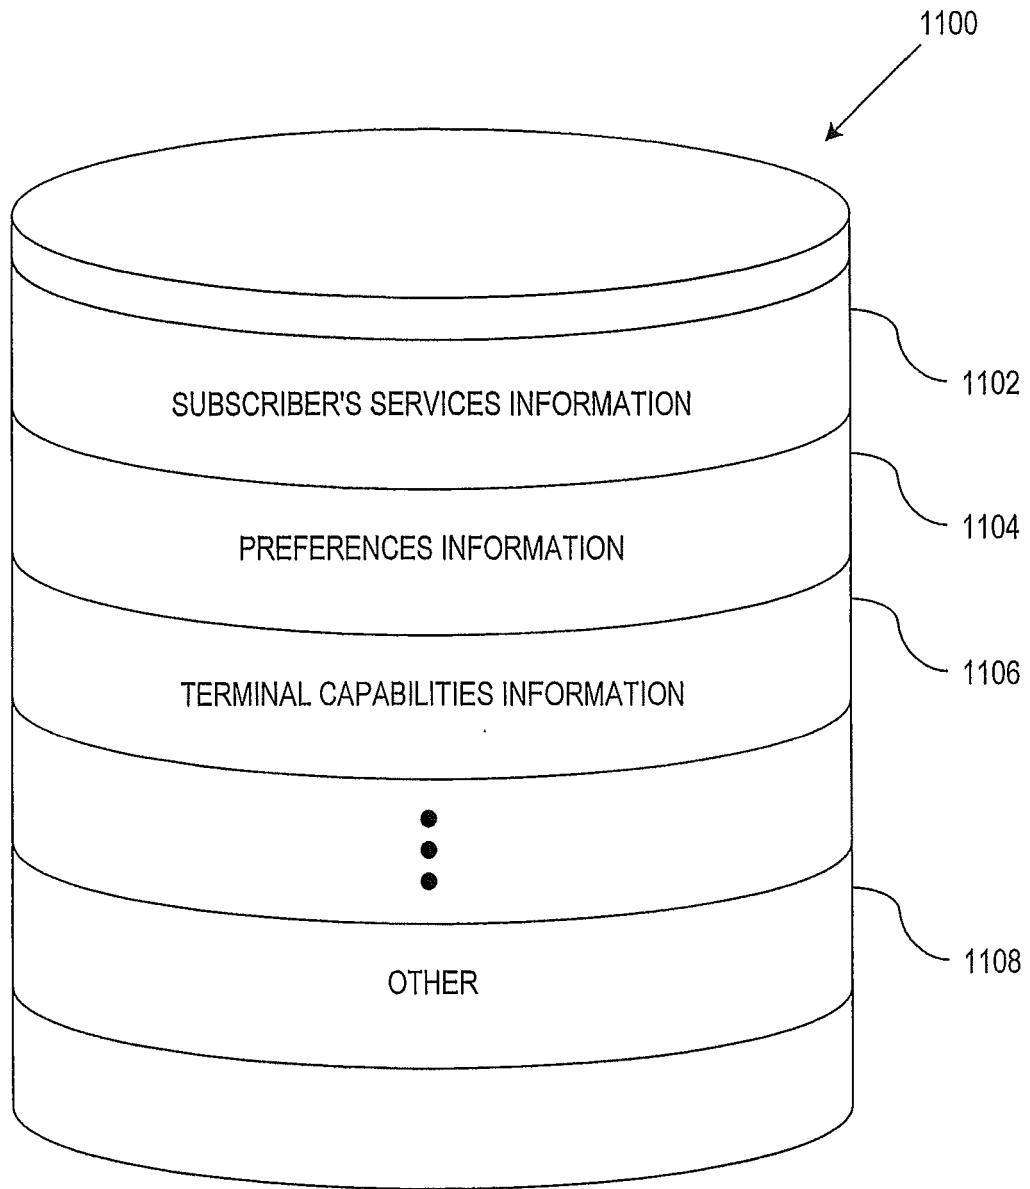 1100
1102
SUBSCRIBER'S SERVICES INFORMATION
1104
PREFERENCES INFORMATION
1106
TERMINAL CAPABILITIES INFORMATION
1108
OTHER